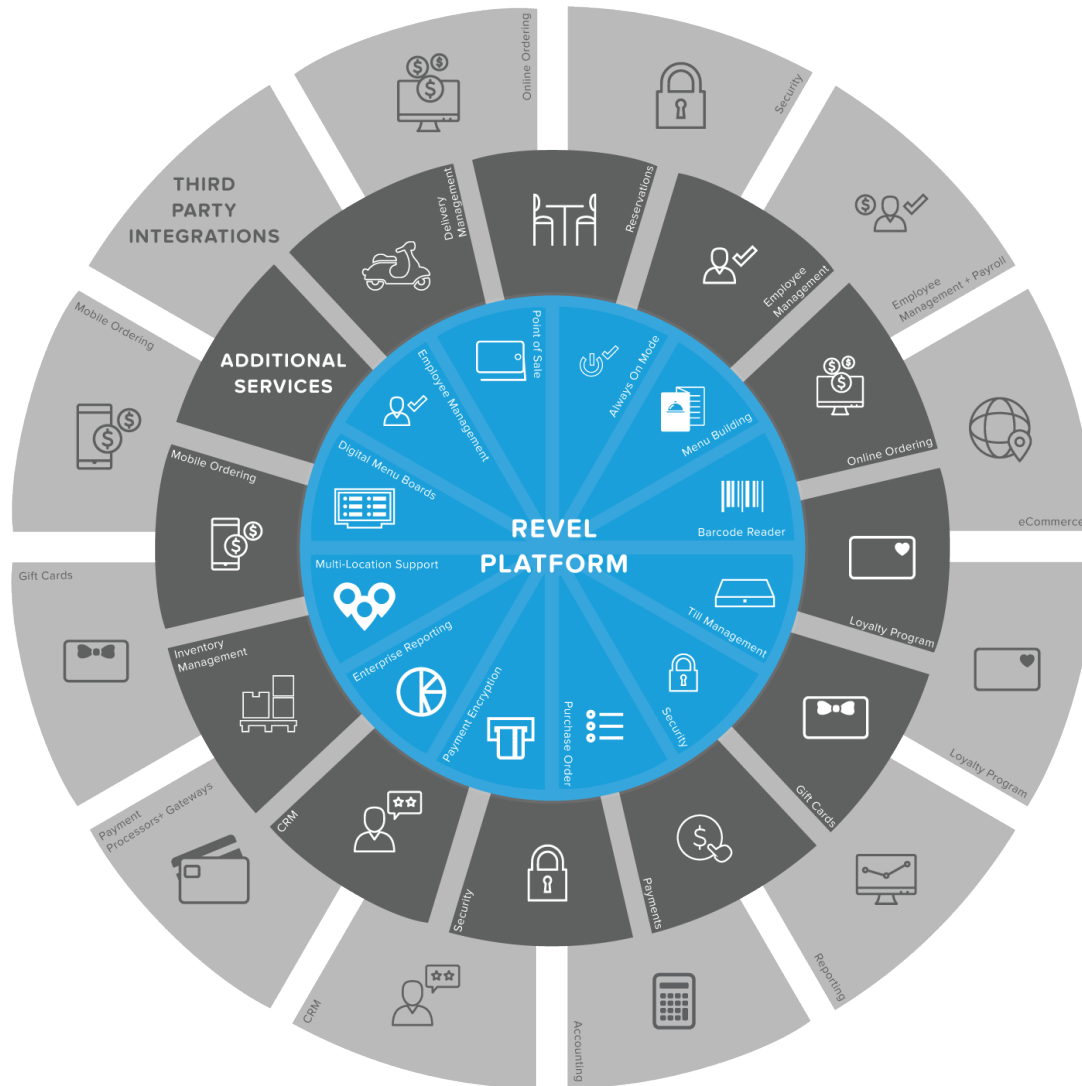 THIRD
PARTY
INTEGRATIONS
Online Ordering
Security
Employee
Management + Payroll
eCommerce
Loyalty Program
Reporting
Accounting
CRM
Payment
Processors+ Gateways
Gift Cards
Mobile Ordering
ADDITIONAL
SERVICES
Delivery
Management
Reservations
Employee
Management
Online Ordering
Loyalty Program
Gift Cards
Payments
Security
CRM
Inventory
Management
Mobile Ordering
REVEL
PLATFORM
Point of Sale
Always On Mode
Menu Building
Barcode Reader
Till Management
Security
Purchase Order
Payment Encryption
Enterprise Reporting
Multi-Location Support
Digital Menu Boards
Employee Management